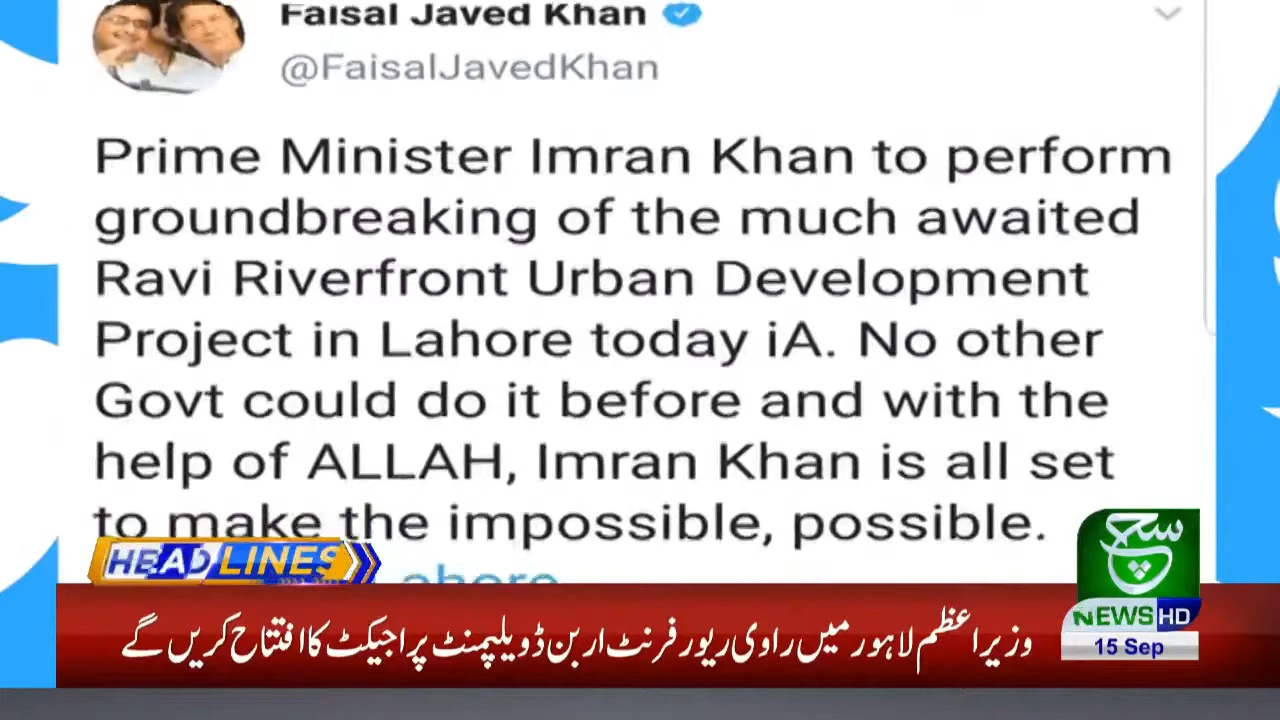 Faisal Javed Khan
@FaisalJavedKhan
Prime Minister Imran Khan to perform
groundbreaking of the much awaited
Ravi Riverfront Urban Development
Project in Lahore today iA. No other
Govt could do it before and with the
help of ALLAH, Imran Khan is all set
to make the impossible, possible.
HEADLINES
سچ
NEWS HD
15 Sep
وزیراعظم لاہور میں راوی ریور فرنٹ اربن ڈویلپمنٹ پراجیکٹ کا افتتاح کریں گے